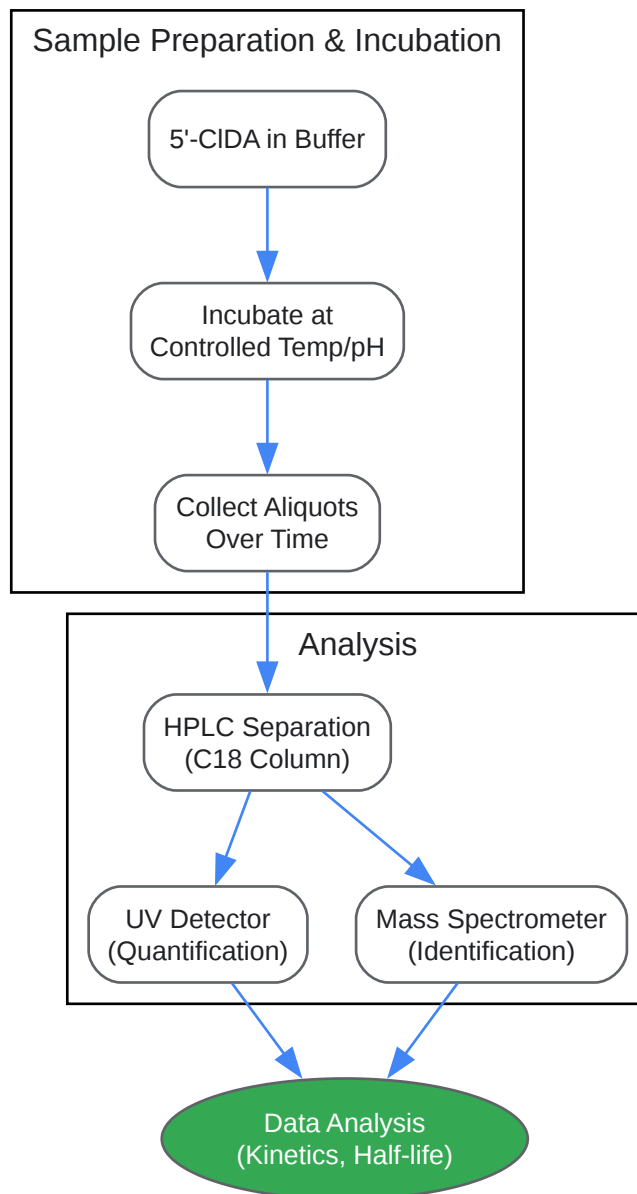 Sample Preparation & Incubation
5'-ClDA in Buffer
Incubate at
Controlled Temp/pH
Collect Aliquots
Over Time
Analysis
HPLC Separation
(C18 Column)
UV Detector
(Quantification)
Mass Spectrometer
(Identification)
Data Analysis
(Kinetics, Half-life)